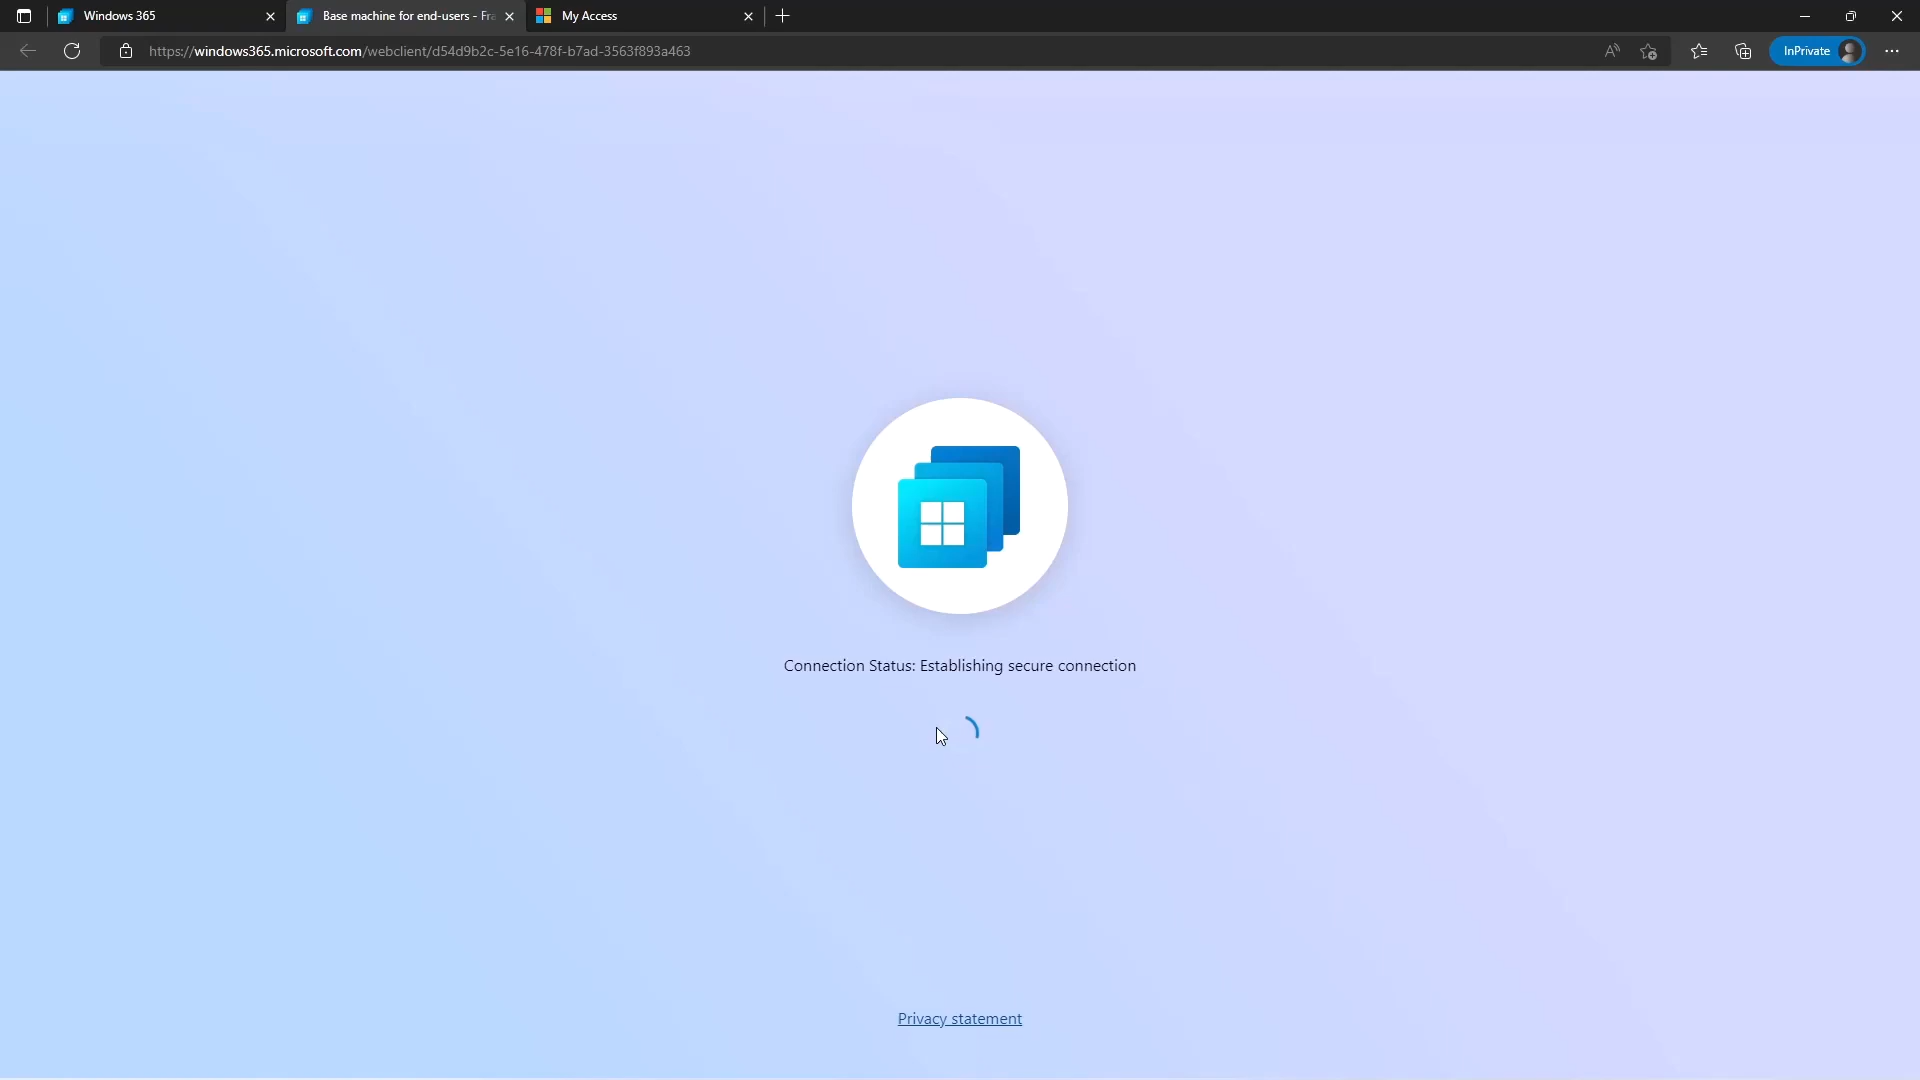 Windows 365
Base machine for end-users - Fra
My Access
https://windows365.microsoft.com/webclient/d54d9b2c-5e16-478f-b7ad-3563f893a463
InPrivate
Connection Status: Establishing secure connection
Privacy statement